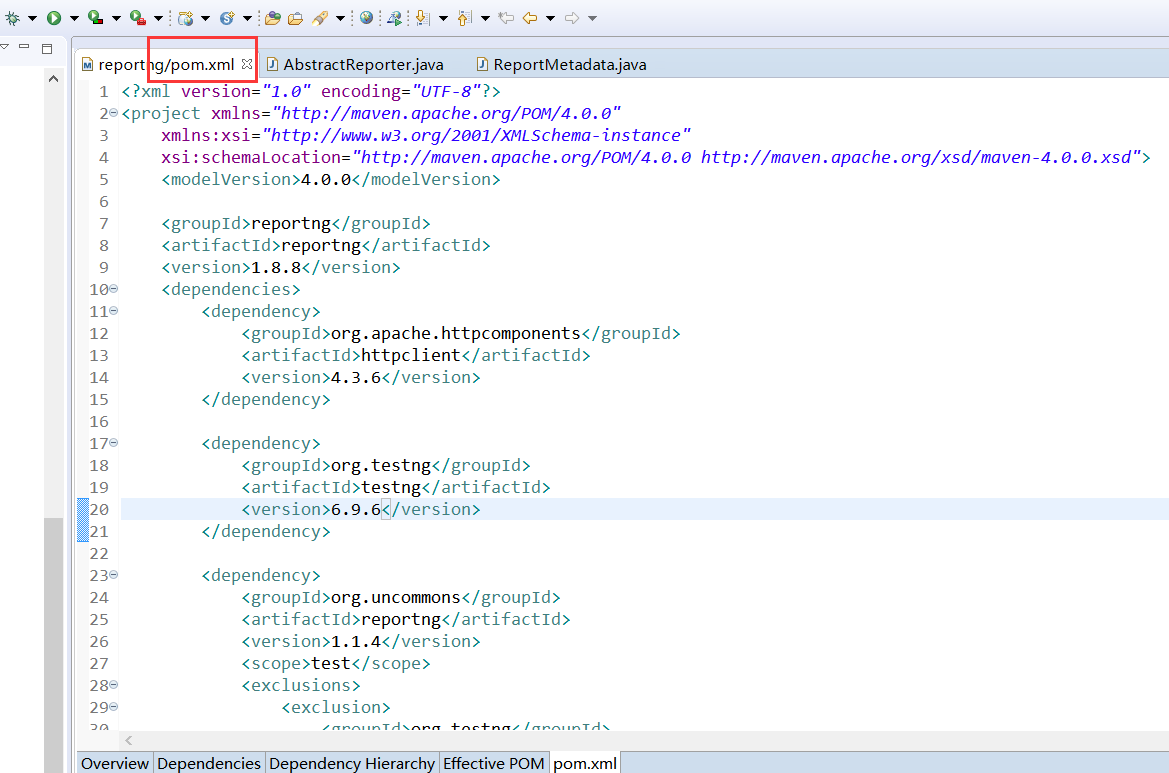 reportng/pom.xml AbstractReporter.java ReportMetadata.java
1 <?xml version="1.0" encoding="UTF-8"?>
2 <project xmlns="http://maven.apache.org/POM/4.0.0"
3 xmlns:xsi="http://www.w3.org/2001/XMLSchema-instance"
4 xsi:schemaLocation="http://maven.apache.org/POM/4.0.0 http://maven.apache.org/xsd/maven-4.0.0.xsd">
5 <modelVersion>4.0.0</modelVersion>
6
7 <groupId>reportng</groupId>
8 <artifactId>reportng</artifactId>
9 <version>1.8.8</version>
10 <dependencies>
11 <dependency>
12 <groupId>org.apache.httpcomponents</groupId>
13 <artifactId>httpclient</artifactId>
14 <version>4.3.6</version>
15 </dependency>
16
17 <dependency>
18 <groupId>org.testng</groupId>
19 <artifactId>testng</artifactId>
20 <version>6.9.6</version>
21 </dependency>
22
23 <dependency>
24 <groupId>org.uncommons</groupId>
25 <artifactId>reportng</artifactId>
26 <version>1.1.4</version>
27 <scope>test</scope>
28 <exclusions>
29 <exclusion>
30 <groupId>org.testng</groupId>
Overview Dependencies Dependency Hierarchy Effective POM pom.xml